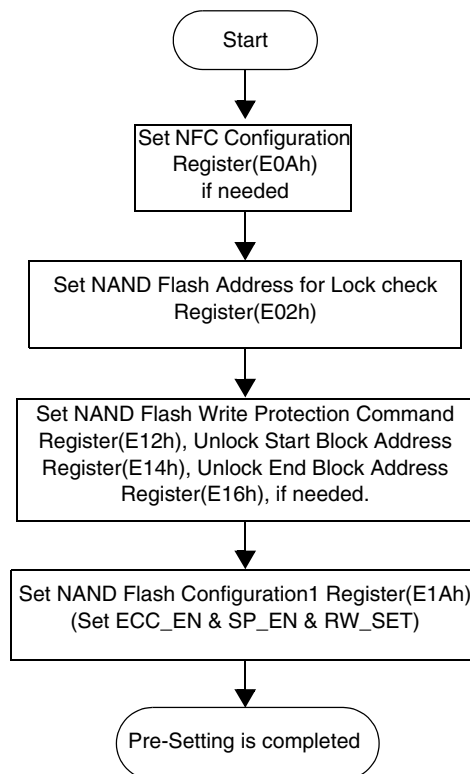 Start
Set NFC Configuration
Register(E0Ah)
if needed
Set NAND Flash Address for Lock check
Register(E02h)
Set NAND Flash Write Protection Command
Register(E12h), Unlock Start Block Address
Register(E14h), Unlock End Block Address
Register(E16h), if needed.
Set NAND Flash Configuration1 Register(E1Ah)
(Set ECC_EN & SP_EN & RW_SET)
Pre-Setting is completed